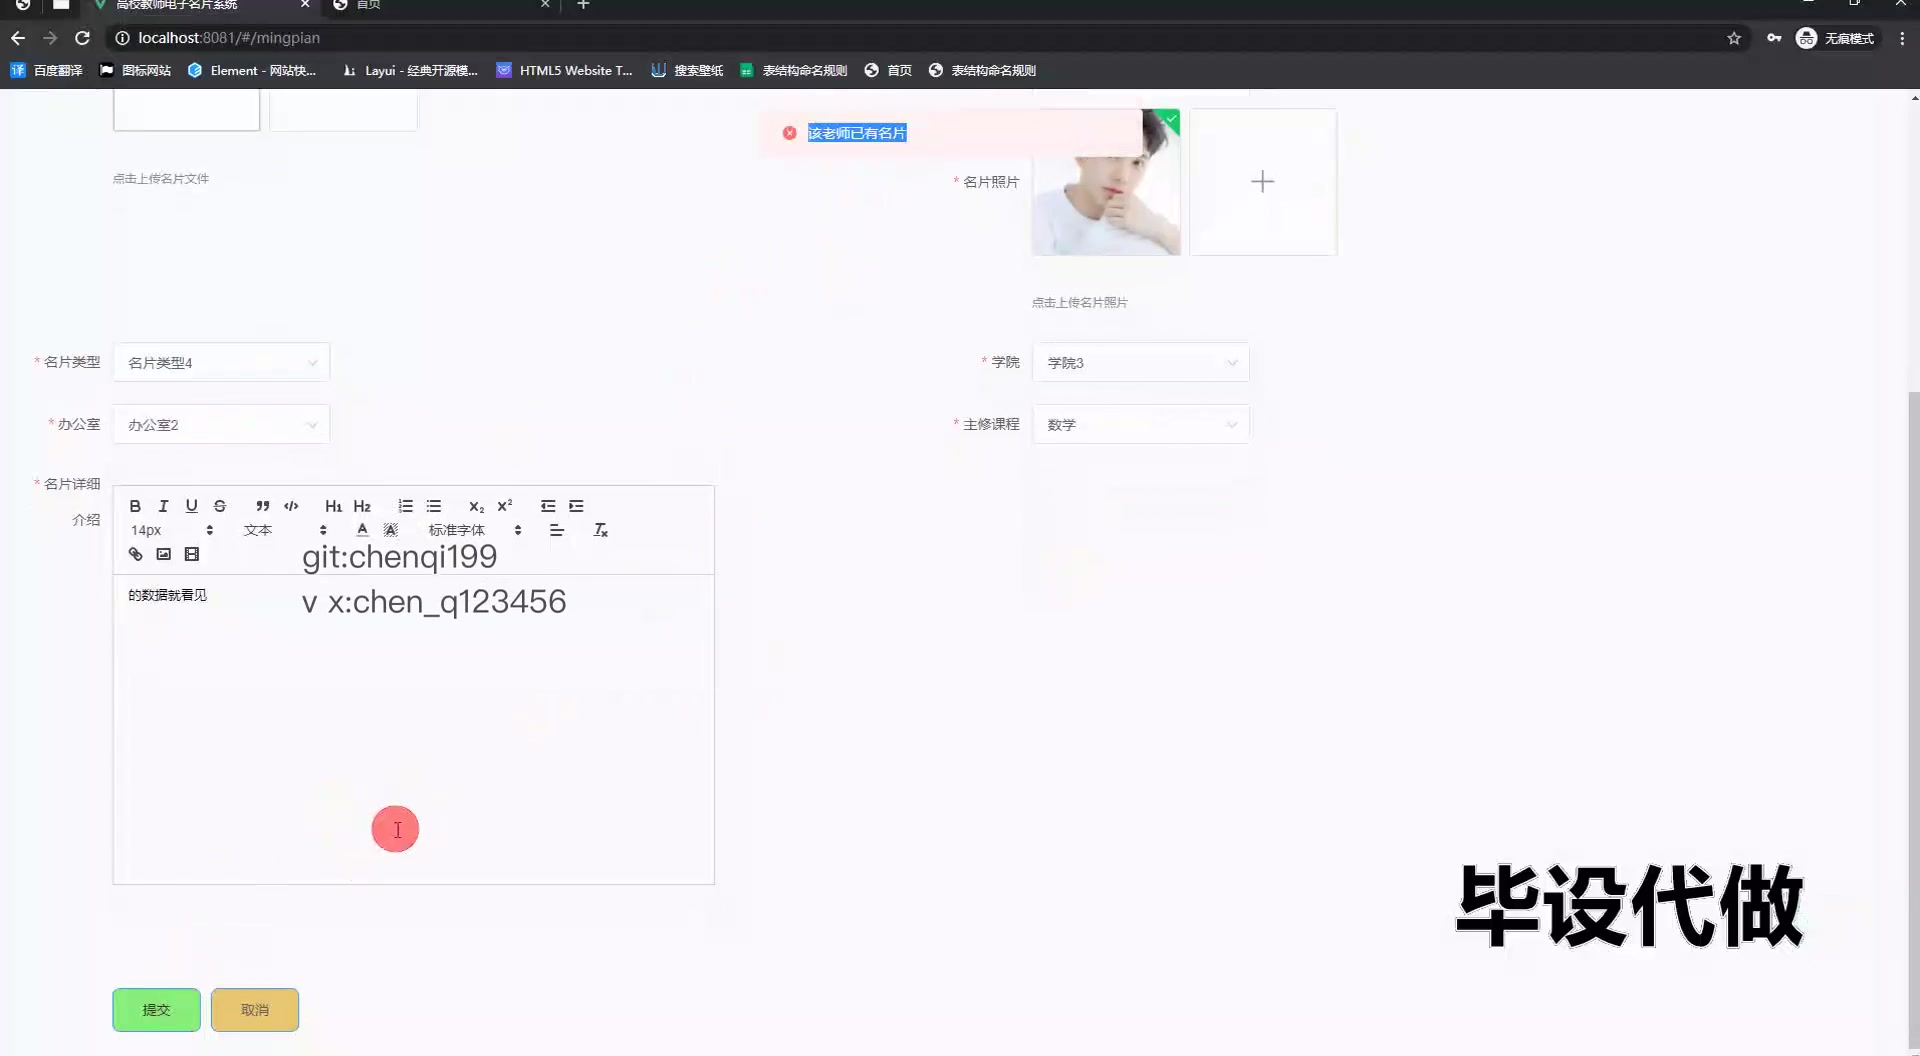 高校教师电子名片系统
首页
localhost:8081/#/mingpian
无痕模式
百度翻译
图标网站
Element - 网站快...
Layui - 经典开源模...
HTML5 Website T...
搜索壁纸
表结构命名规则
首页
表结构命名规则
该老师已有名片
点击上传名片文件
* 名片照片
点击上传名片照片
* 名片类型
名片类型4
* 学院
学院3
* 办公室
办公室2
* 主修课程
数学
* 名片详细
介绍
B I U S ” </> H1 H2 x₂ x²
14px
文本
A
标准字体
git:chenqi199
的数据就看见
v x:chen_q123456
毕设代做
提交
取消